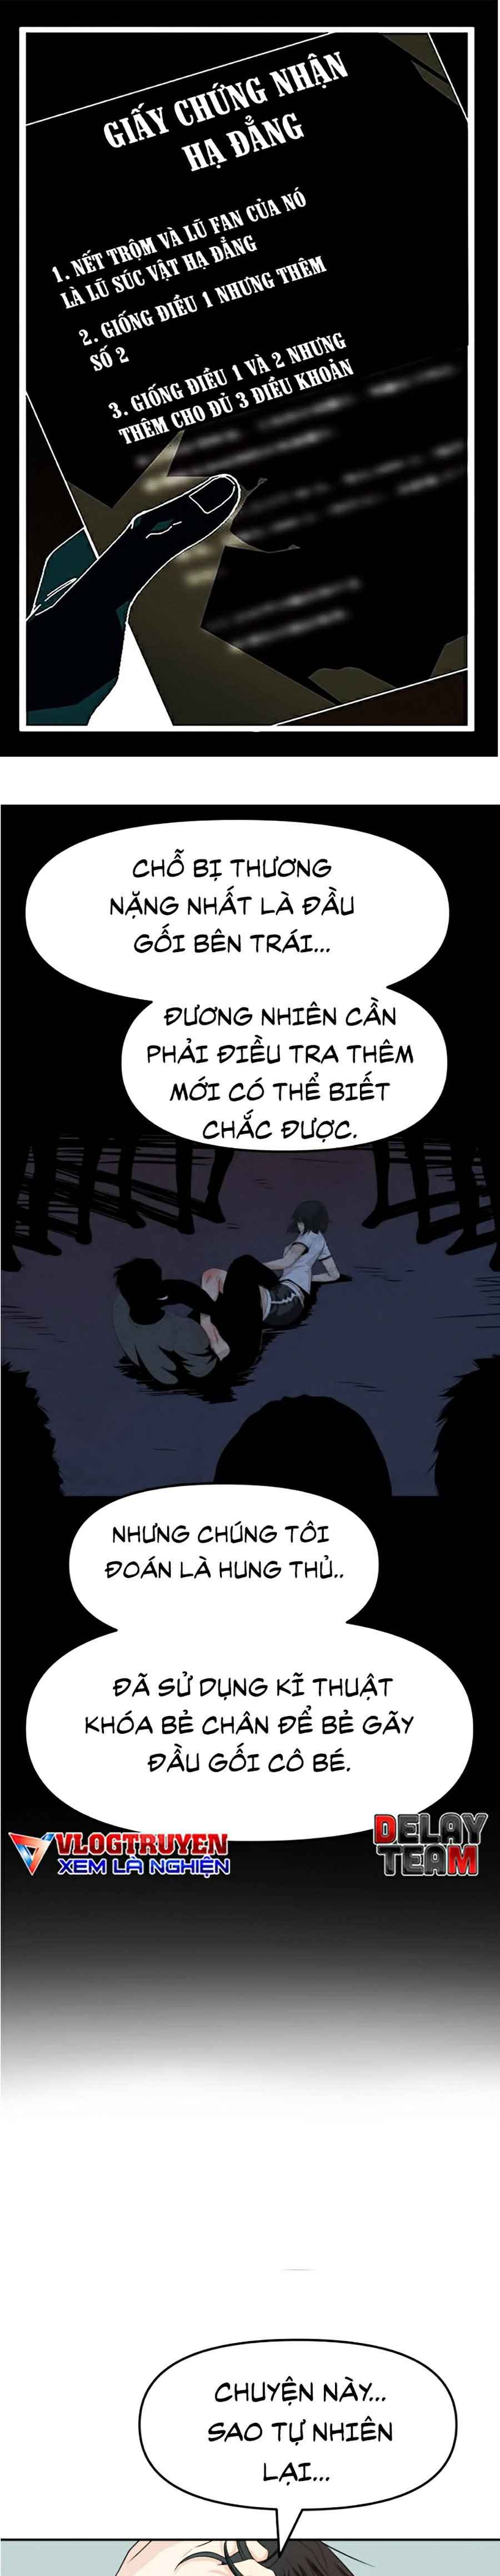 GIẤY CHỨNG NHẬN
HẠ ĐẲNG
1. NẾT TRỘM VÀ LŨ FAN CỦA NÓ
LÀ LŨ SÚC VẬT HẠ ĐẲNG
2. GIỐNG ĐIỀU 1 NHƯNG THÊM
SỐ 2
3. GIỐNG ĐIỀU 1 VÀ 2 NHƯNG
THÊM CHO ĐỦ 3 ĐIỀU KHOẢN
CHỖ BỊ THƯƠNG
NẶNG NHẤT LÀ ĐẦU
GỐI BÊN TRÁI...
ĐƯƠNG NHIÊN CẦN
PHẢI ĐIỀU TRA THÊM
MỚI CÓ THỂ BIẾT
CHẮC ĐƯỢC.
NHƯNG CHÚNG TÔI
ĐOÁN LÀ HUNG THỦ..
ĐÃ SỬ DỤNG KĨ THUẬT
KHÓA BẺ CHÂN ĐỂ BẺ GÃY
ĐẦU GỐI CÔ BÉ.
VLOGTRUYEN
XEM LÀ NGHIỆN
DELAY
TEAM
CHUYỆN NÀY...
SAO TỰ NHIÊN
LẠI...